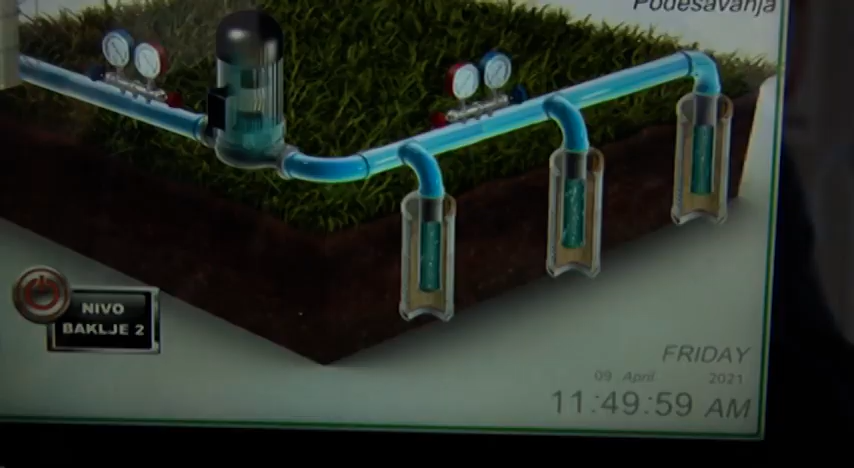 Podešavanja
NIVO
BAKLJE 2
FRIDAY
09 April 2021
11:49:59 AM